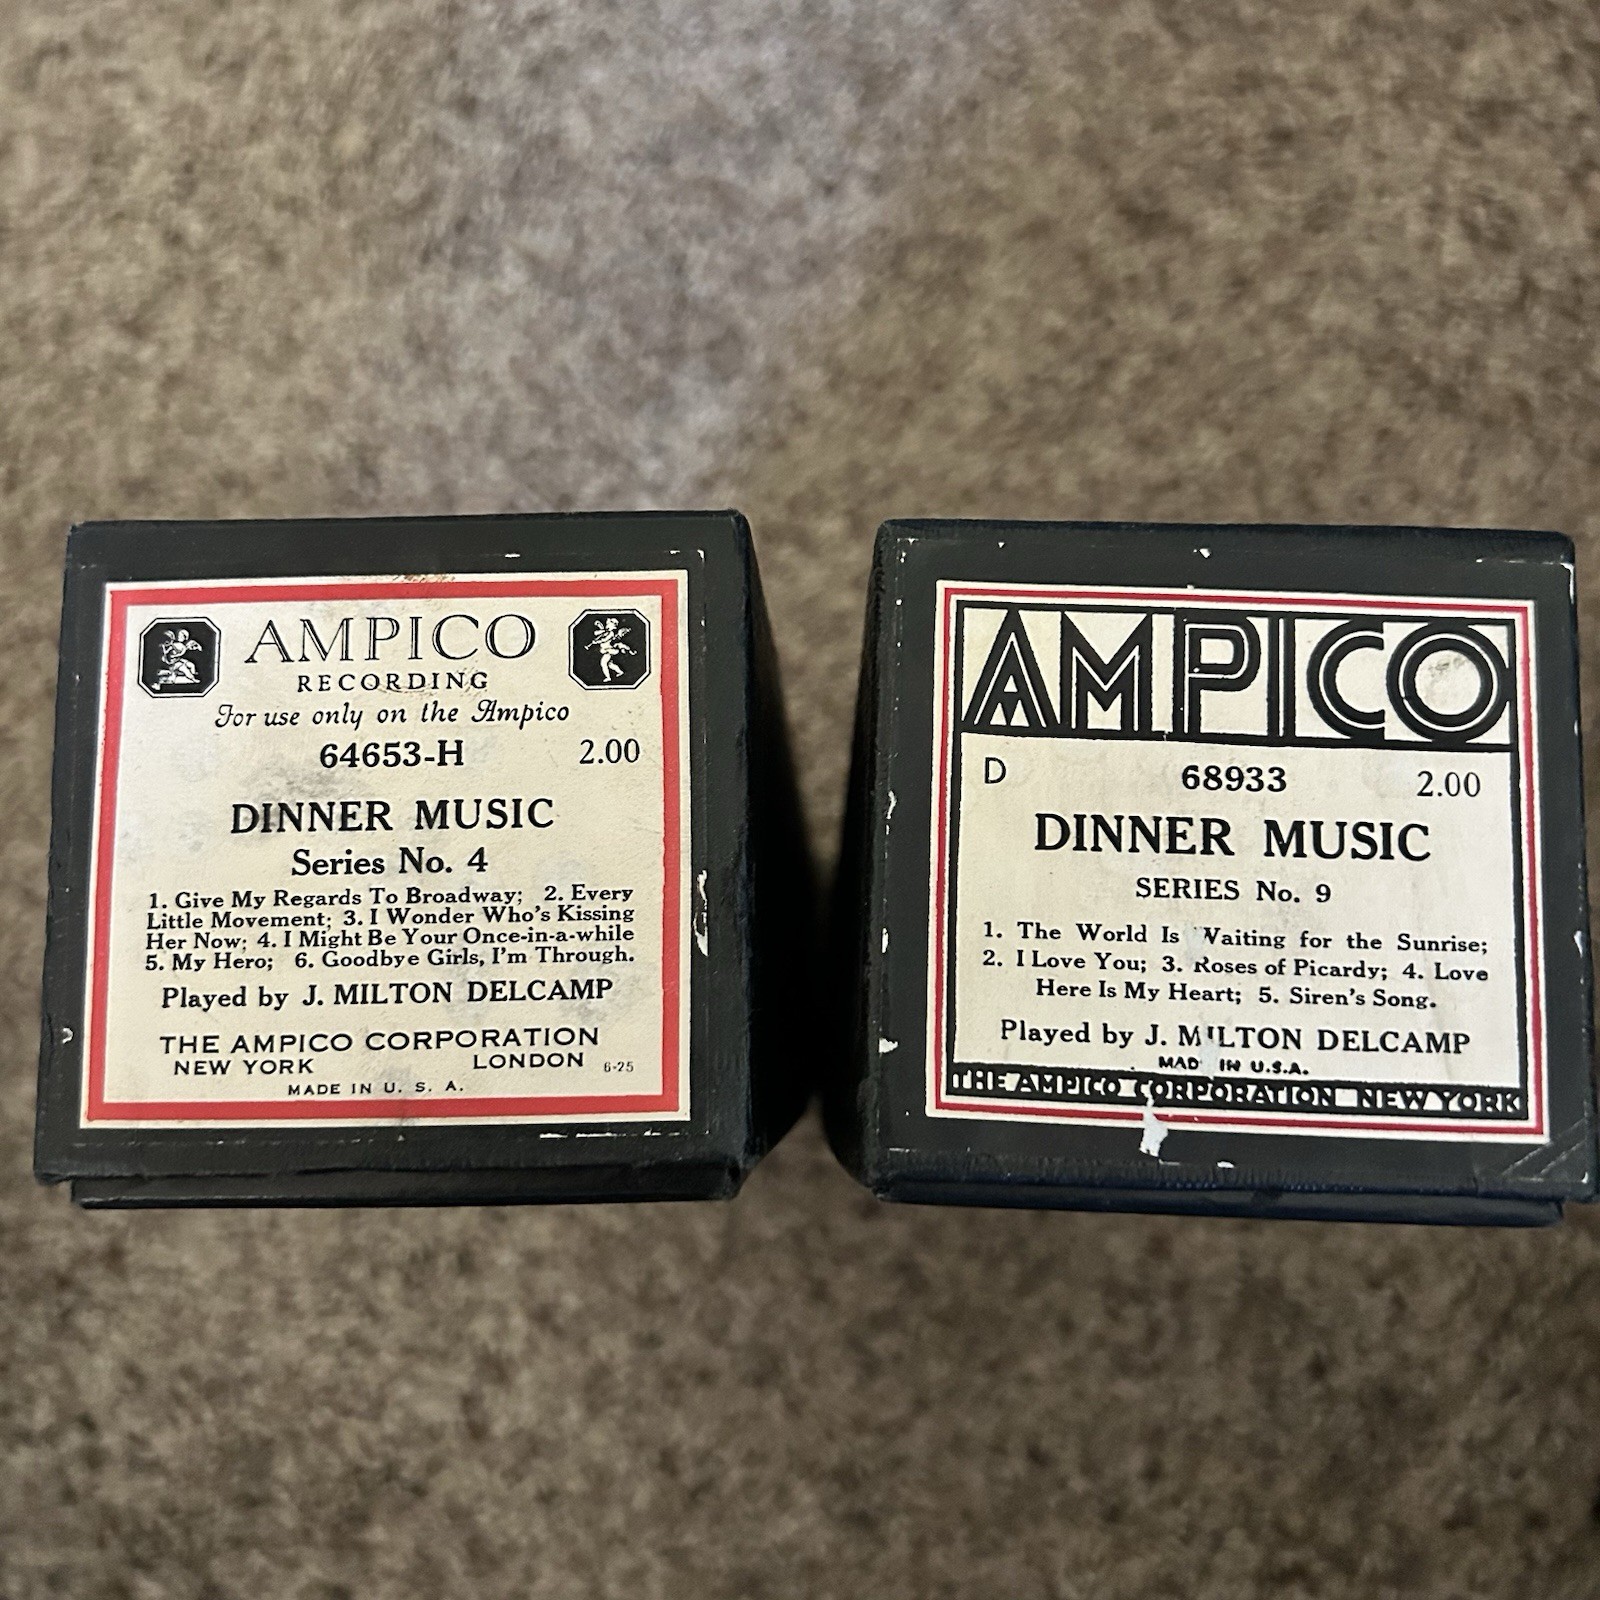 AMPICO
RECORDING
For use only on the Ampico
64653-H 2.00
DINNER MUSIC
Series No. 4
1. Give My Regards To Broadway; 2. Every
Little Movement; 3. I Wonder Who's Kissing
Her Now; 4. I Might Be Your Once-in-a-while
5. My Hero; 6. Goodbye Girls, I'm Through.
Played by J. MILTON DELCAMP
THE AMPICO CORPORATION
NEW YORK LONDON 6-25
MADE IN U. S. A.
AMPICO
D 68933 2.00
DINNER MUSIC
SERIES No. 9
1. The World Is Waiting for the Sunrise;
2. I Love You; 3. Roses of Picardy; 4. Love
Here Is My Heart; 5. Siren's Song.
Played by J. MILTON DELCAMP
MADE IN U.S.A.
THE AMPICO CORPORATION NEW YORK